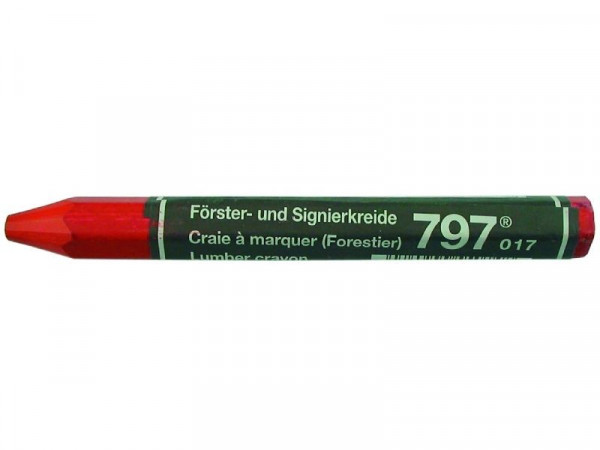 Förster- und Signierkreide
Craie à marquer (Forestier)
Lumber crayon
797®
017